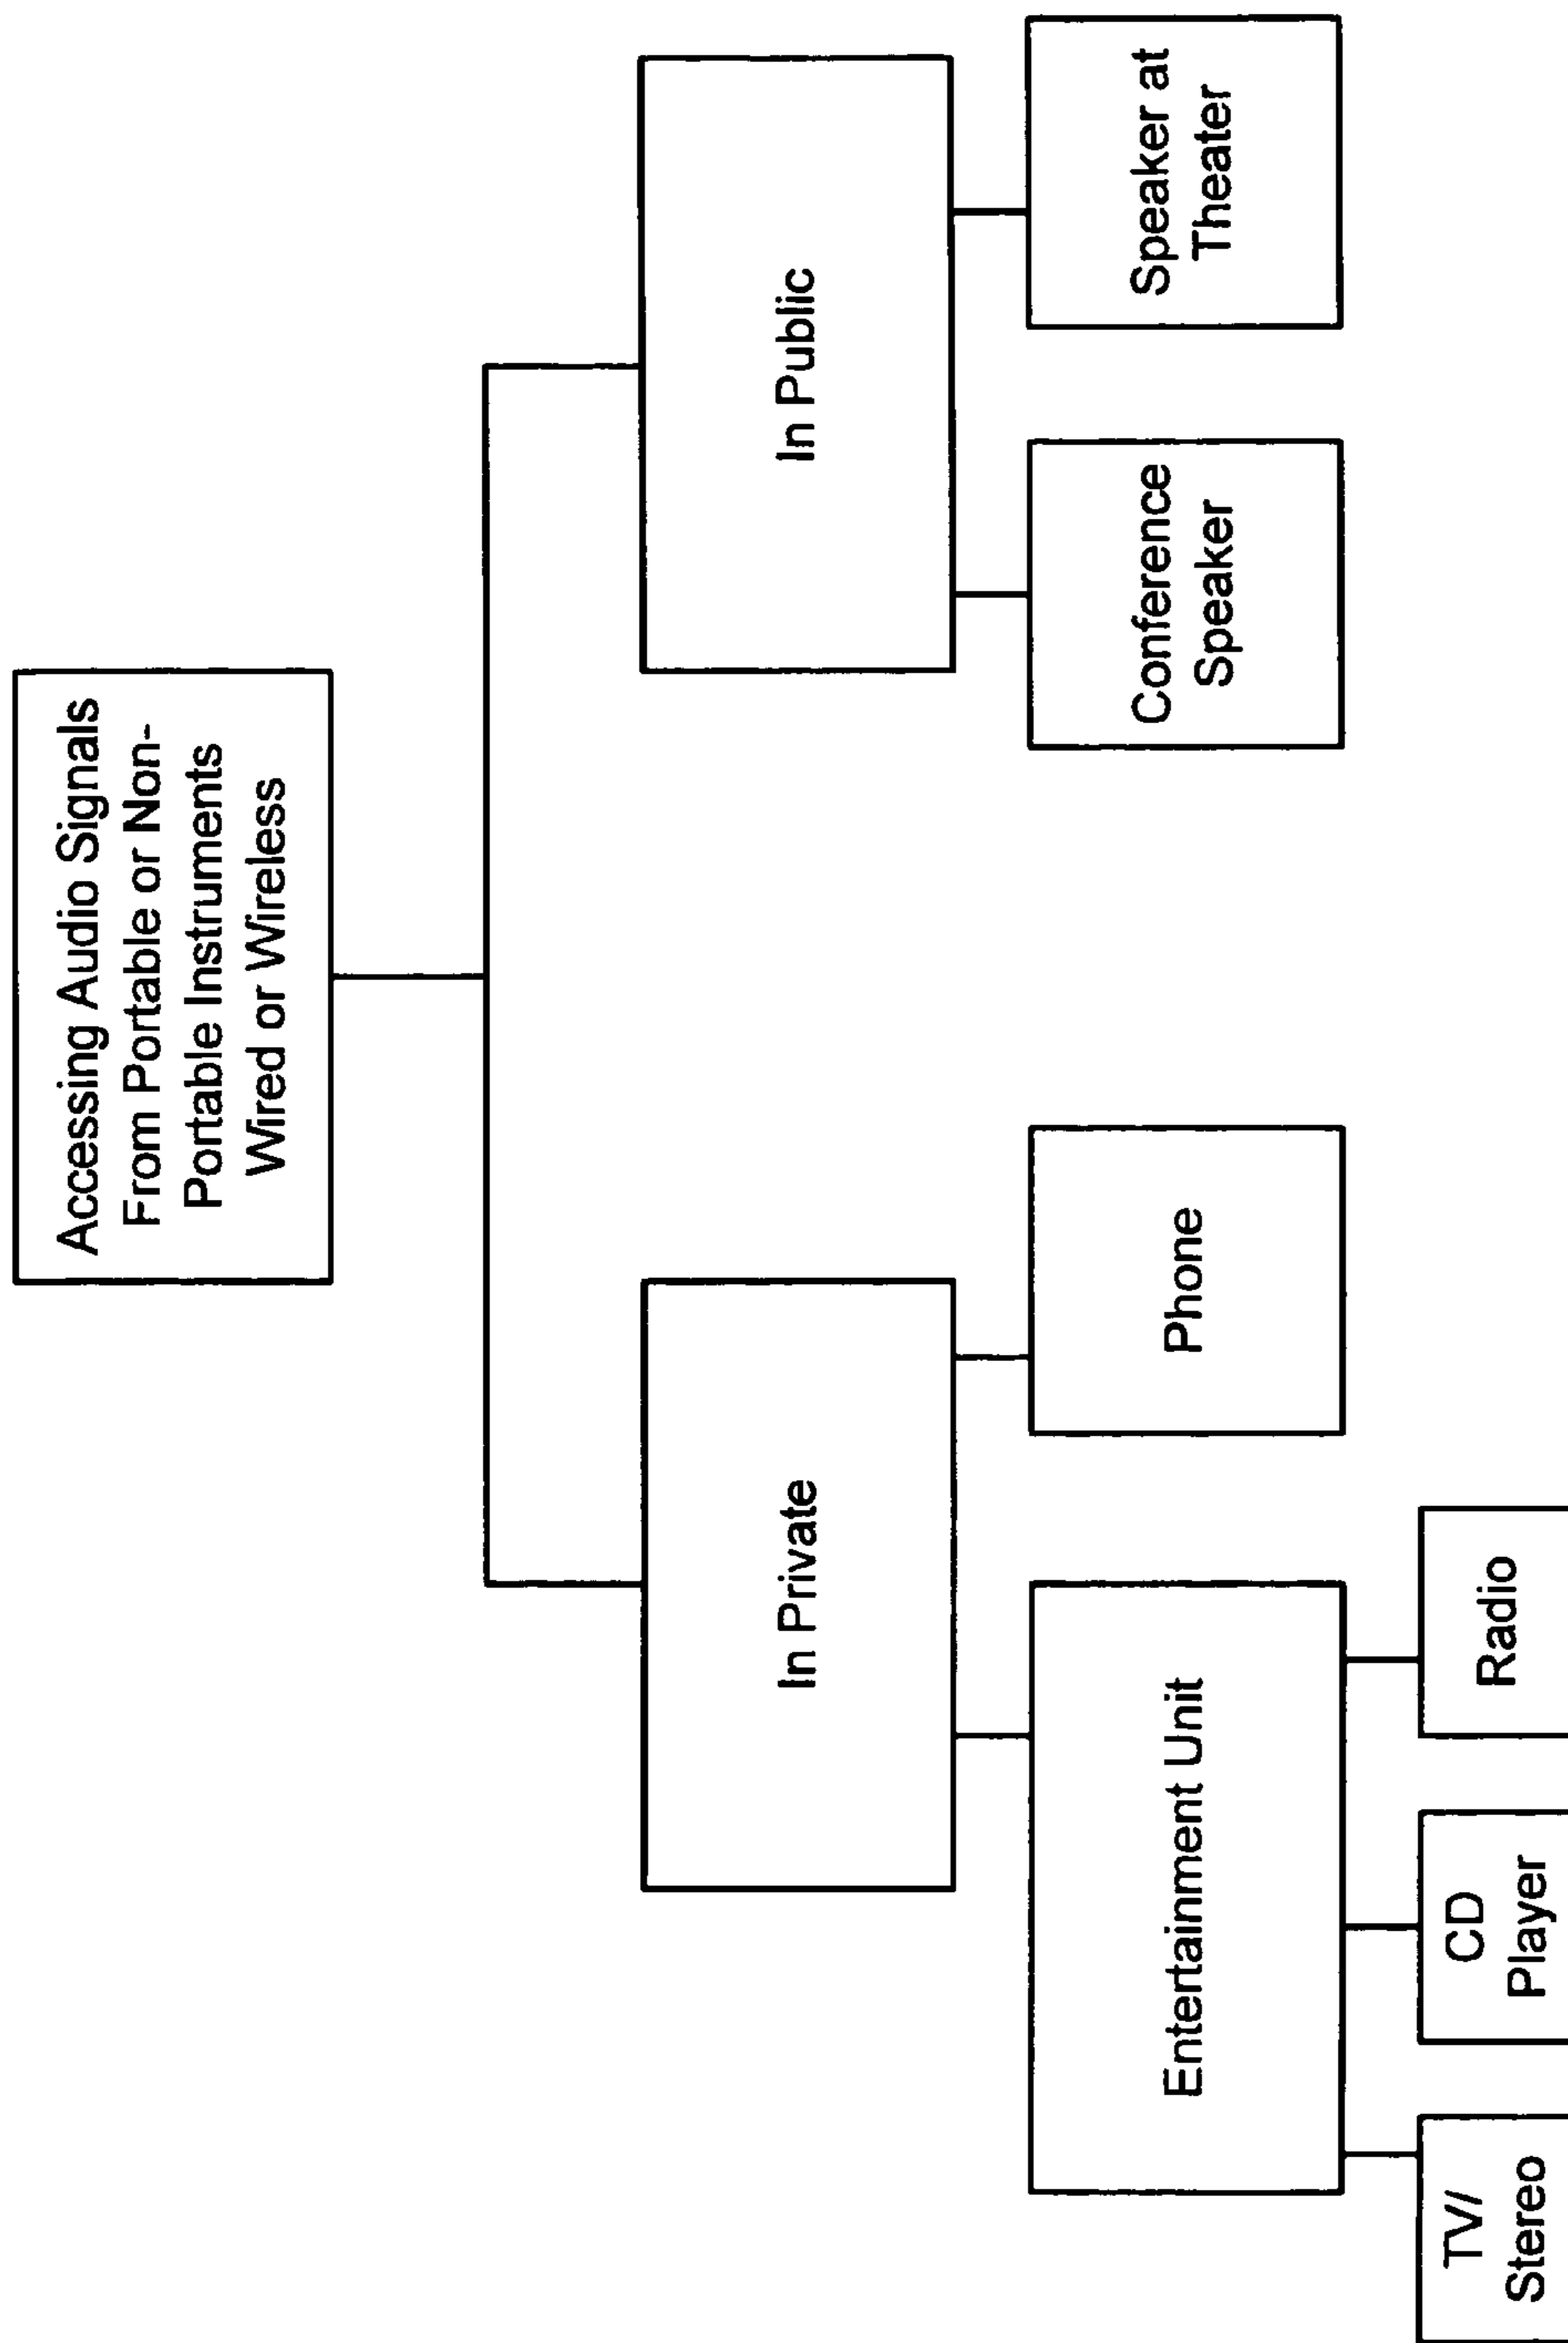 Accessing Audio Signals
From Portable or Non-
Portable Instruments
Wired or Wireless
In Private
In Public
Entertainment Unit
Phone
Conference
Speaker
Speaker at
Theater
TV/
Stereo
CD
Player
Radio